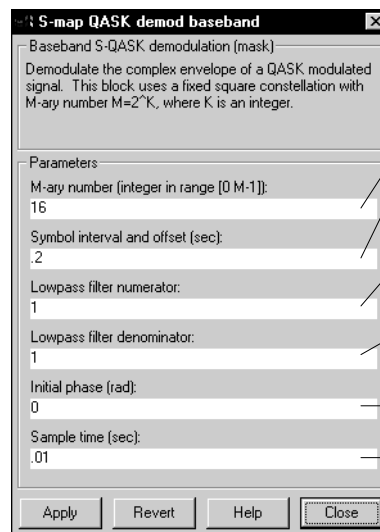 S-map QASK demod baseband
Baseband S-QASK demodulation (mask)
Demodulate the complex envelope of a QASK modulated
signal. This block uses a fixed square constellation with
M-ary number M=2^K, where K is an integer.
Parameters
M-ary number (integer in range [0 M-1]):
16
Symbol interval and offset (sec):
.2
Lowpass filter numerator:
1
Lowpass filter denominator:
1
Initial phase (rad):
0
Sample time (sec):
.01
Apply Revert Help Close